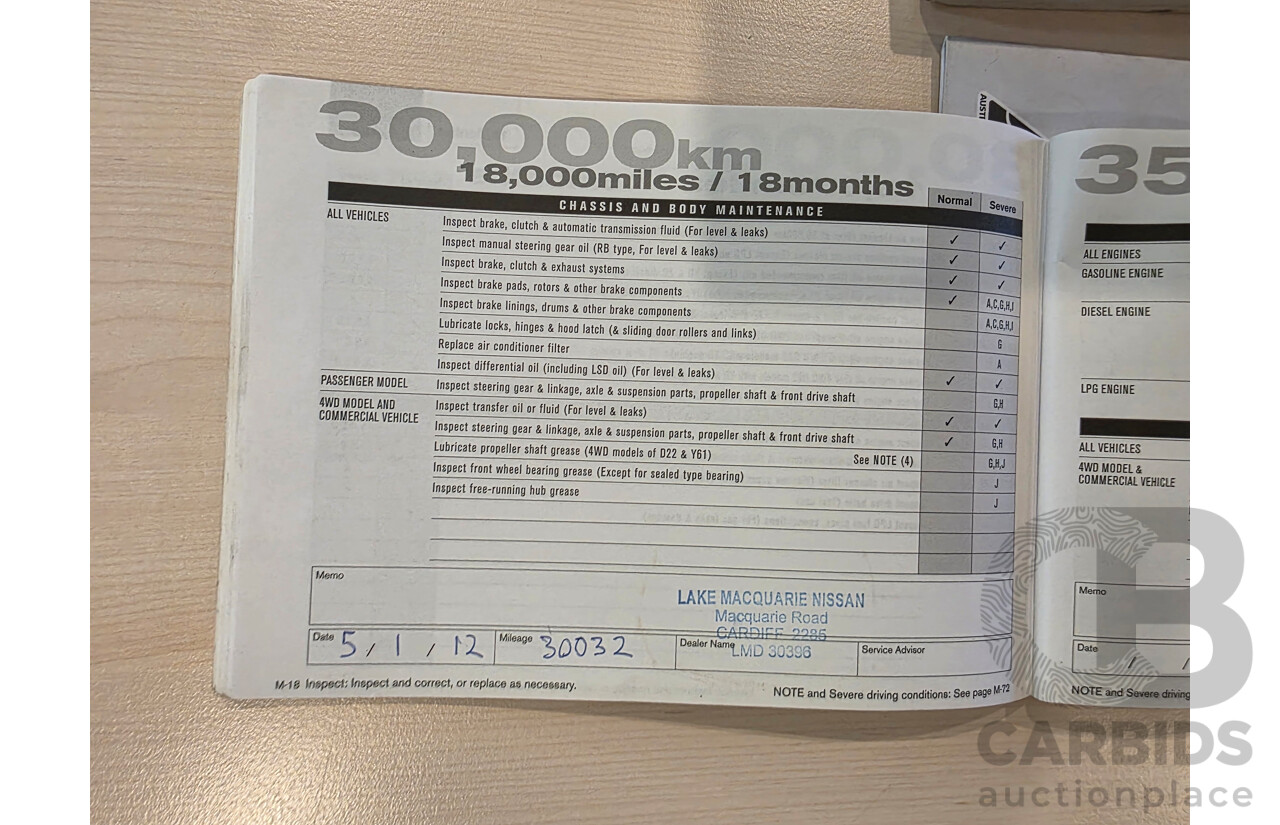 30,000km
18,000miles / 18months
CHASSIS AND BODY MAINTENANCE Normal Severe
ALL VEHICLES Inspect brake, clutch & automatic transmission fluid (For level & leaks) ✓ ✓
Inspect manual steering gear oil (RB type, For level & leaks) ✓ ✓
Inspect brake, clutch & exhaust systems ✓ ✓
Inspect brake pads, rotors & other brake components ✓ A,C,G,H,I
Inspect brake linings, drums & other brake components A,C,G,H,I
Lubricate locks, hinges & hood latch (& sliding door rollers and links) G
Replace air conditioner filter A
Inspect differential oil (including LSD oil) (For level & leaks) ✓ ✓
PASSENGER MODEL Inspect steering gear & linkage, axle & suspension parts, propeller shaft & front drive shaft G,H
4WD MODEL AND COMMERCIAL VEHICLE Inspect transfer oil or fluid (For level & leaks) ✓ ✓
Inspect steering gear & linkage, axle & suspension parts, propeller shaft & front drive shaft ✓ G,H
Lubricate propeller shaft grease (4WD models of D22 & Y61) See NOTE (4) G,H,J
Inspect front wheel bearing grease (Except for sealed type bearing) J
Inspect free-running hub grease J
Memo
LAKE MACQUARIE NISSAN
Macquarie Road
CARDIFF 2285
LMD 30396
Date 5 / 1 / 12 Mileage 30032 Dealer Name Service Advisor
M-18 Inspect: Inspect and correct, or replace as necessary.
NOTE and Severe driving conditions: See page M-72
35
ALL ENGINES
GASOLINE ENGINE
DIESEL ENGINE
LPG ENGINE
ALL VEHICLES
4WD MODEL &
COMMERCIAL VEHICLE
Memo
Date / /
NOTE and Severe driving
CARBIDS
auctionplace